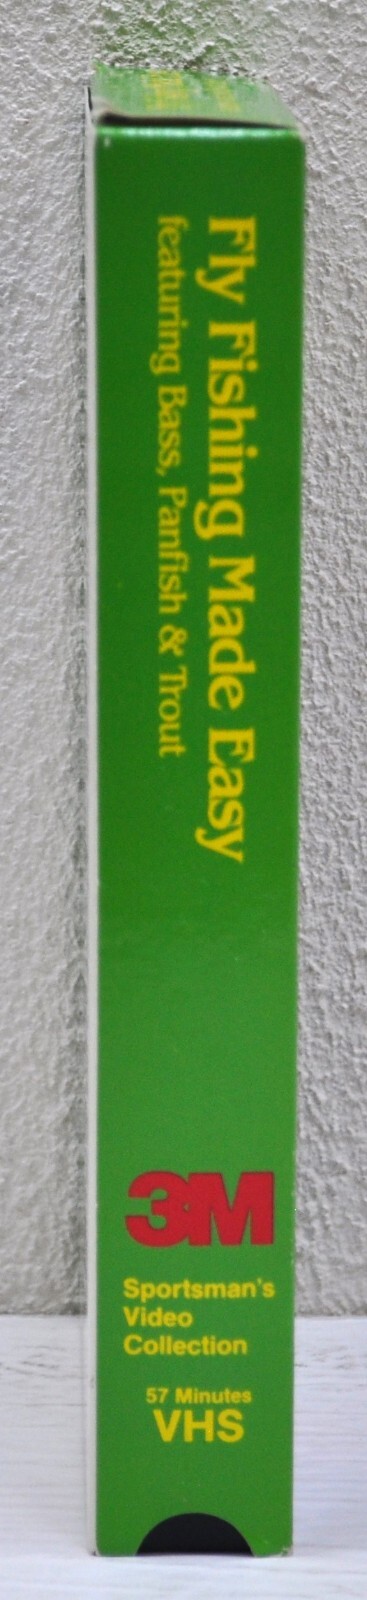 Fly Fishing Made Easy
featuring Bass, Panfish & Trout
3M
Sportsman's
Video
Collection
57 Minutes
VHS